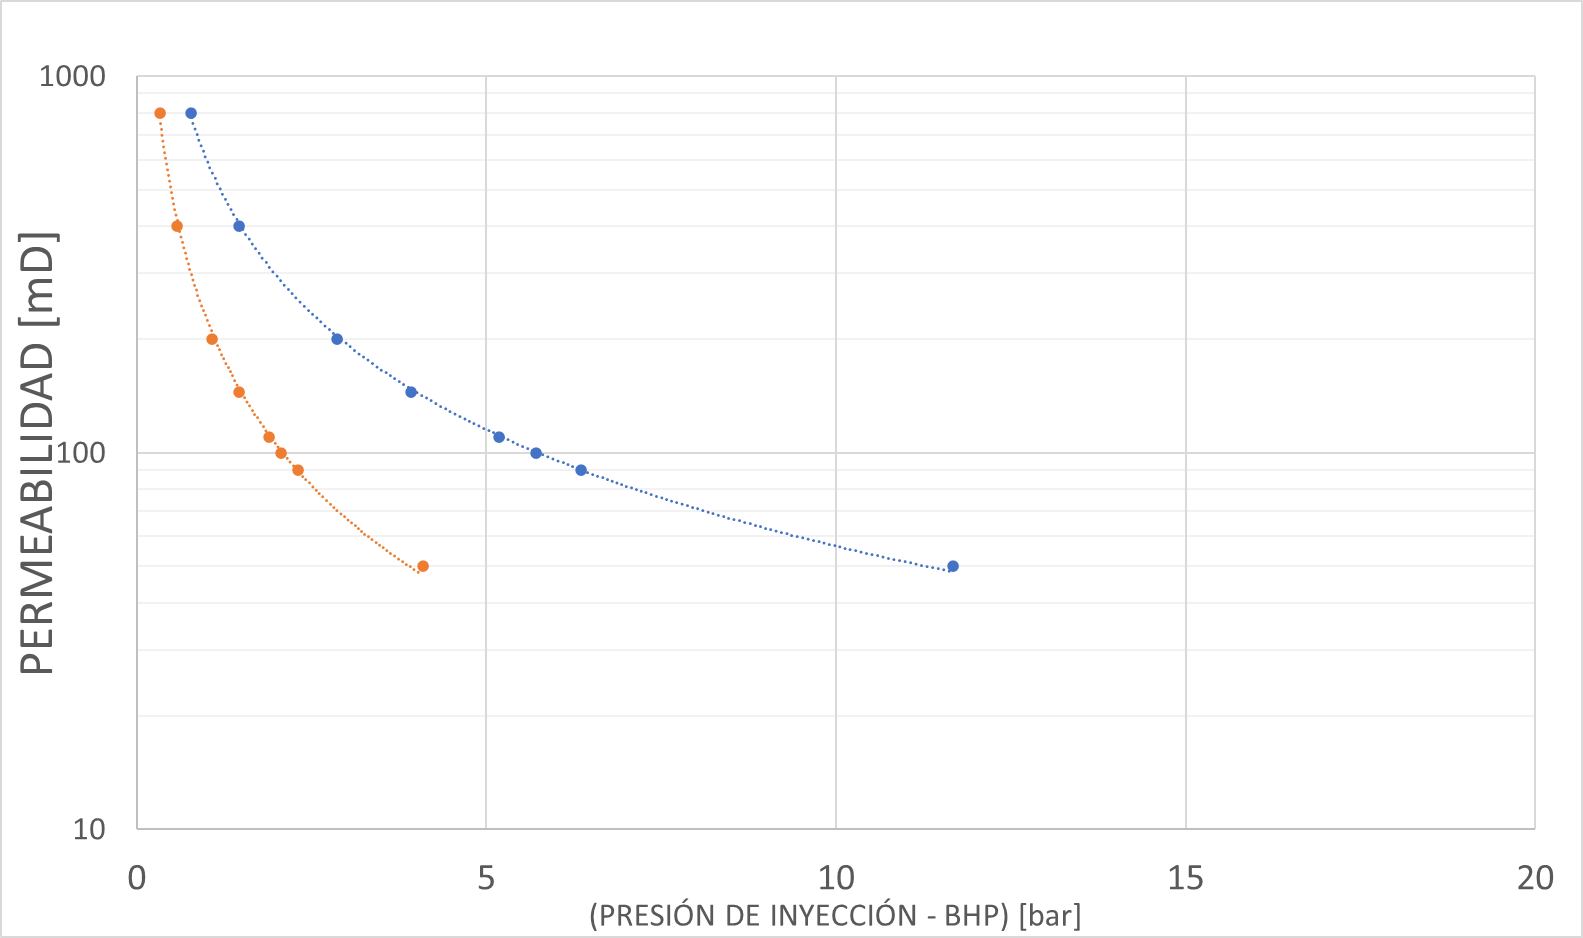 1000
PERMEABILIDAD [mD]
100
10
0 5 10 15 20
(PRESIÓN DE INYECCIÓN - BHP) [bar]